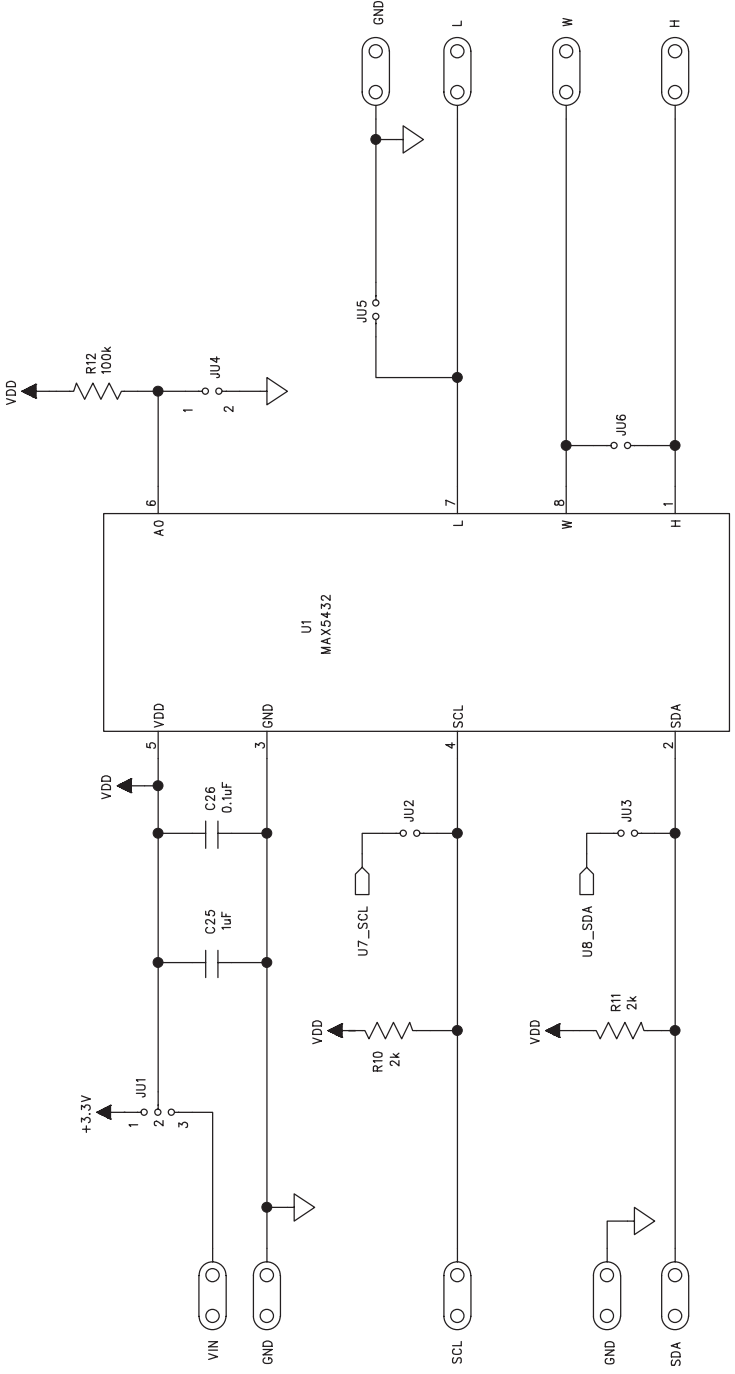 GND
L
W
H
VDD
R12
100k
JU4
1
2
JU5
JU6
6
7
8
1
A0
L
W
H
U1
MAX5432
VDD
GND
SCL
SDA
5
3
4
2
VDD
C26
0.1uF
JU2
JU3
C25
1uF
U7_SCL
U8_SDA
VDD
R10
2k
VDD
R11
2k
+3.3V
JU1
1
2
3
VIN
GND
SCL
GND
SDA